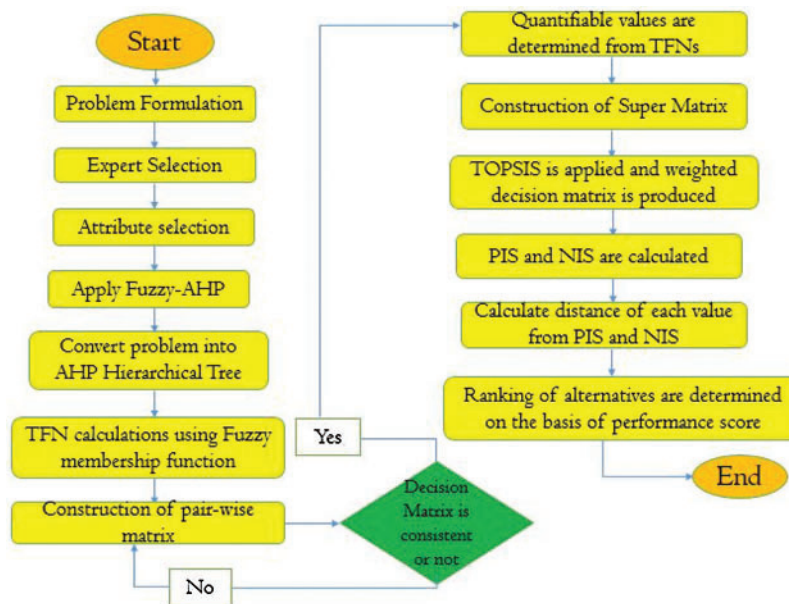 Start
Problem Formulation
Expert Selection
Attribute selection
Apply Fuzzy-AHP
Convert problem into
AHP Hierarchical Tree
TFN calculations using Fuzzy
membership function
Construction of pair-wise
matrix
Decision
Matrix is
consistent
or not
No
Yes
Quantifiable values are
determined from TFNs
Construction of Super Matrix
TOPSIS is applied and weighted
decision matrix is produced
PIS and NIS are calculated
Calculate distance of each value
from PIS and NIS
Ranking of alternatives are determined
on the basis of performance score
End